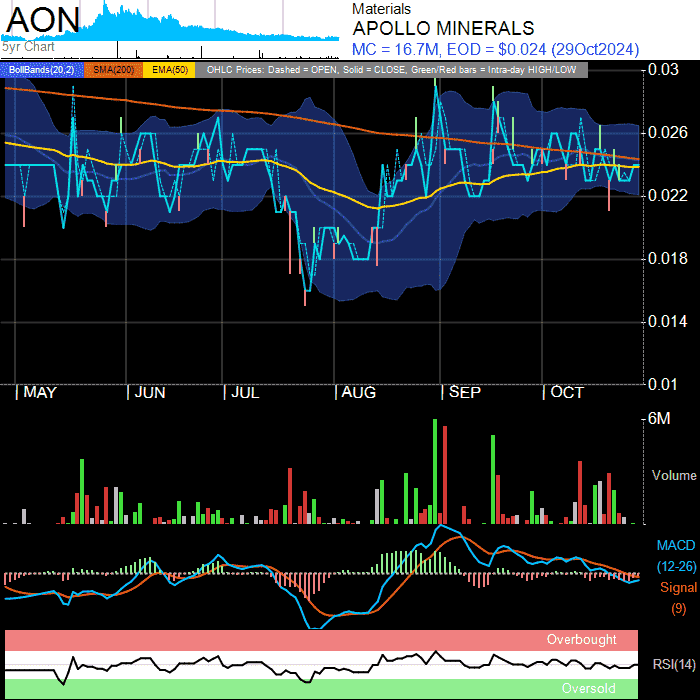 AON
5yr Chart
Materials
APOLLO MINERALS
MC = 16.7M, EOD = $0.024 (29Oct2024)
BollBands(20,2) SMA(200) EMA(50) OHLC Prices: Dashed = OPEN, Solid = CLOSE, Green/Red bars = Intra-day HIGH/LOW
0.03
0.026
0.022
0.018
0.014
0.01
MAY JUN JUL AUG SEP OCT
6M
Volume
MACD
(12-26)
Signal
(9)
Overbought
RSI(14)
Oversold